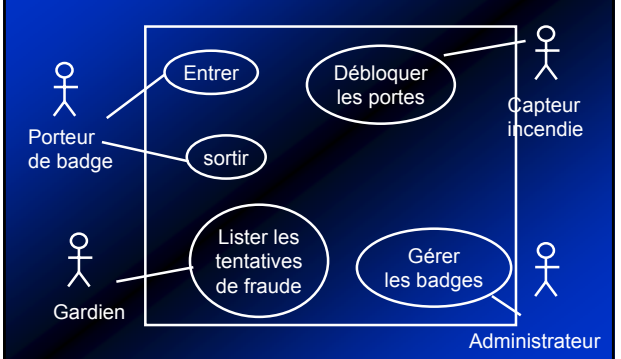 Entrer
Débloquer
les portes
Capteur
incendie
Porteur
de badge
sortir
Lister les
tentatives
de fraude
Gérer
les badges
Gardien
Administrateur